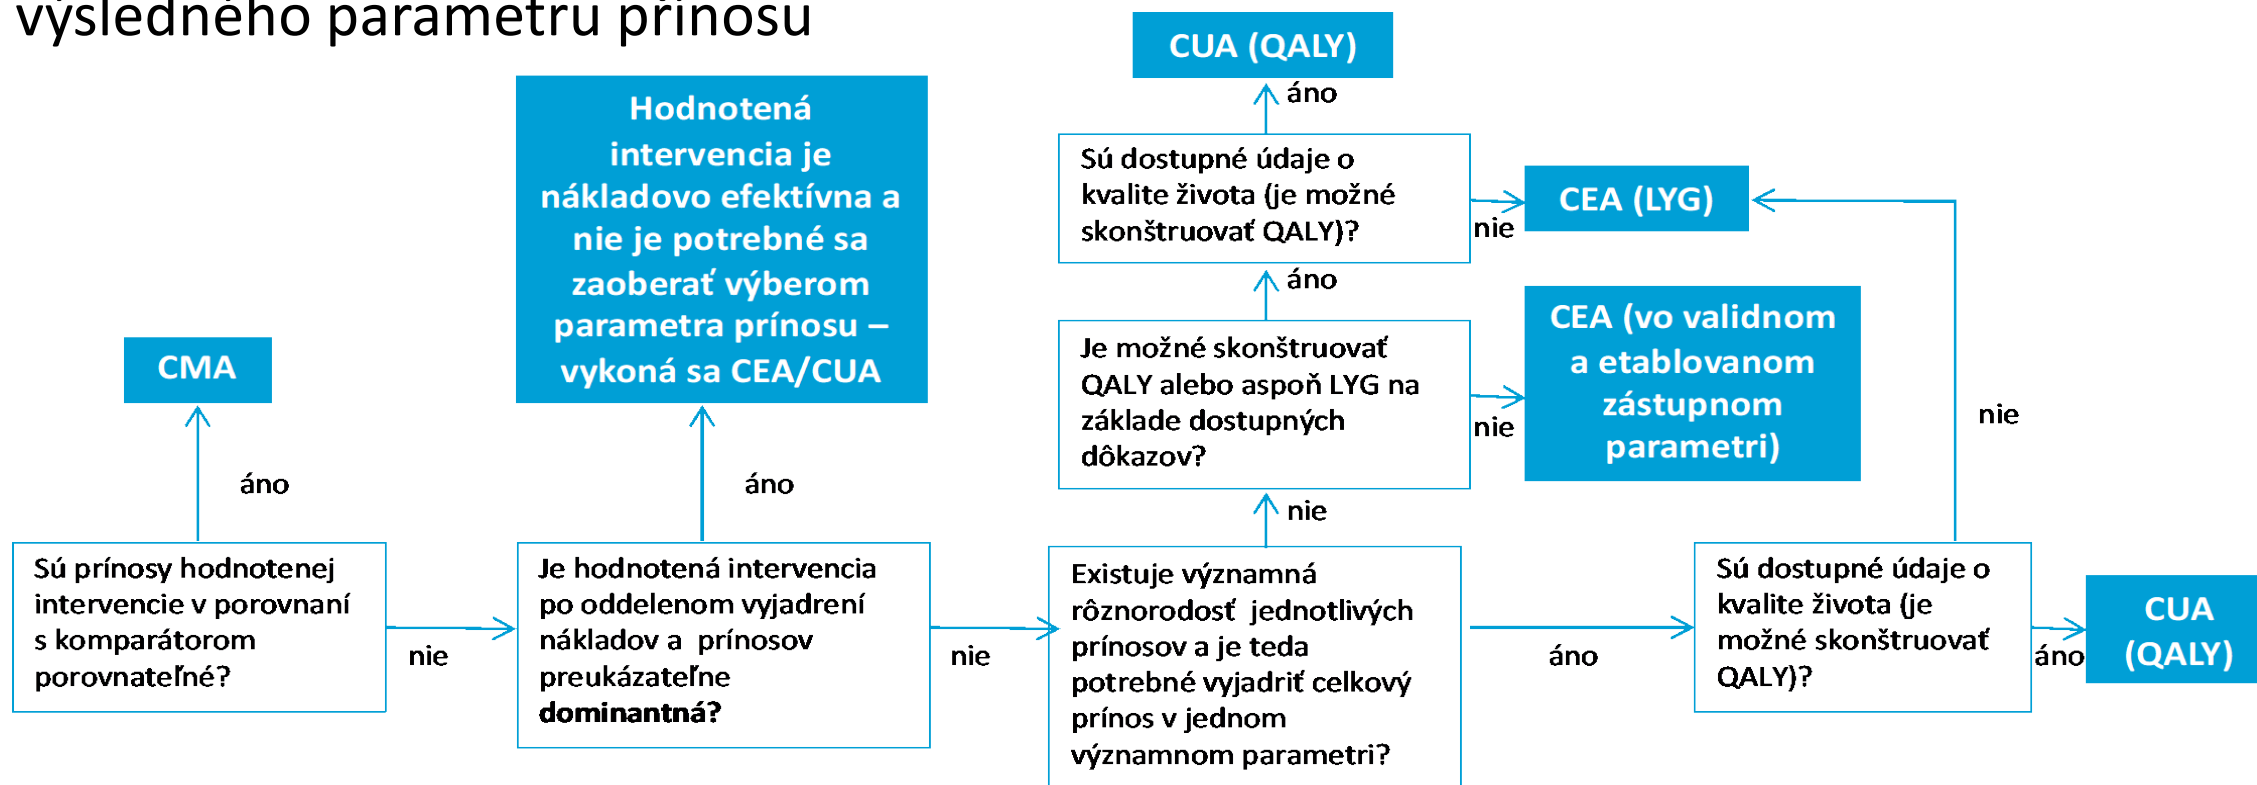 výsledného parametru přínosu
CUA (QALY)
áno
Sú dostupné údaje o
kvalite života (je možné
skonštruovať QALY)?
nie
CEA (LYG)
áno
Je možné skonštruovať
QALY alebo aspoň LYG na
základe dostupných
dôkazov?
nie
CEA (vo validnom
a etablovanom
zástupnom
parametri)
nie
nie
Hodnotená
intervencia je
nákladovo efektívna a
nie je potrebné sa
zaoberať výberom
parametra prínosu –
vykoná sa CEA/CUA
áno
CMA
áno
Sú prínosy hodnotenej
intervencie v porovnaní
s komparátorom
porovnateľné?
nie
Je hodnotená intervencia
po oddelenom vyjadrení
nákladov a prínosov
preukázateľne
dominantná?
nie
Existuje významná
rôznorodosť jednotlivých
prínosov a je teda
potrebné vyjadriť celkový
prínos v jednom
významnom parametri?
áno
Sú dostupné údaje o
kvalite života (je
možné skonštruovať
QALY)?
áno
CUA
(QALY)